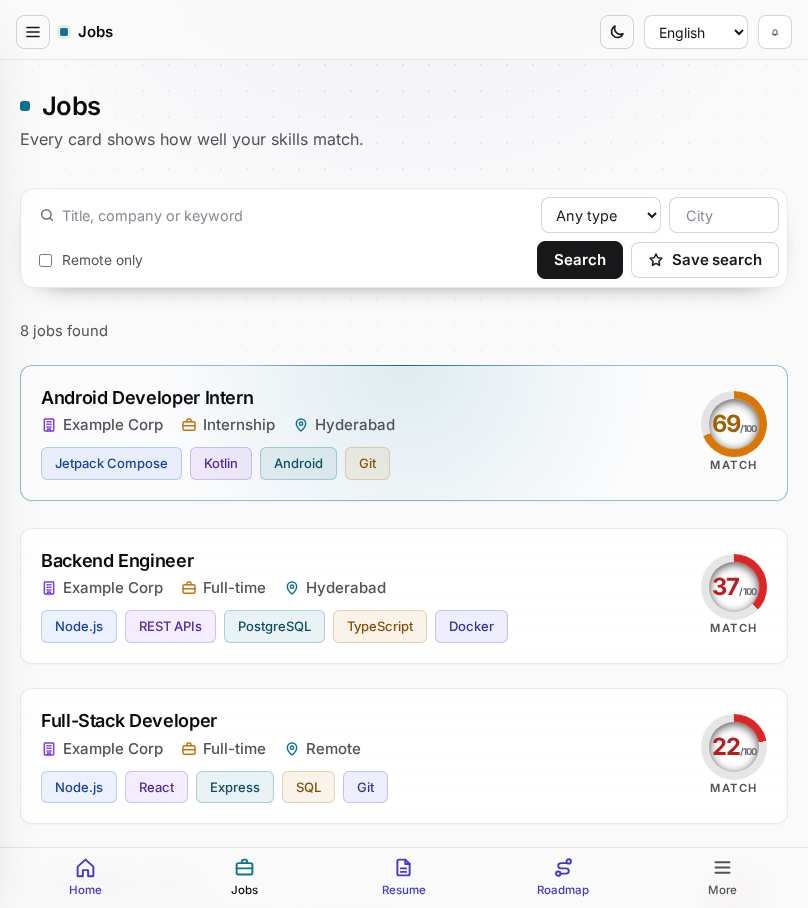 Jobs
English
Jobs
Every card shows how well your skills match.
Title, company or keyword
Any type
City
Remote only
Search
Save search
8 jobs found
Android Developer Intern
Example Corp Internship Hyderabad
Jetpack Compose Kotlin Android Git
69/100
MATCH
Backend Engineer
Example Corp Full-time Hyderabad
Node.js REST APIs PostgreSQL TypeScript Docker
37/100
MATCH
Full-Stack Developer
Example Corp Full-time Remote
Node.js React Express SQL Git
22/100
MATCH
Home Jobs Resume Roadmap More